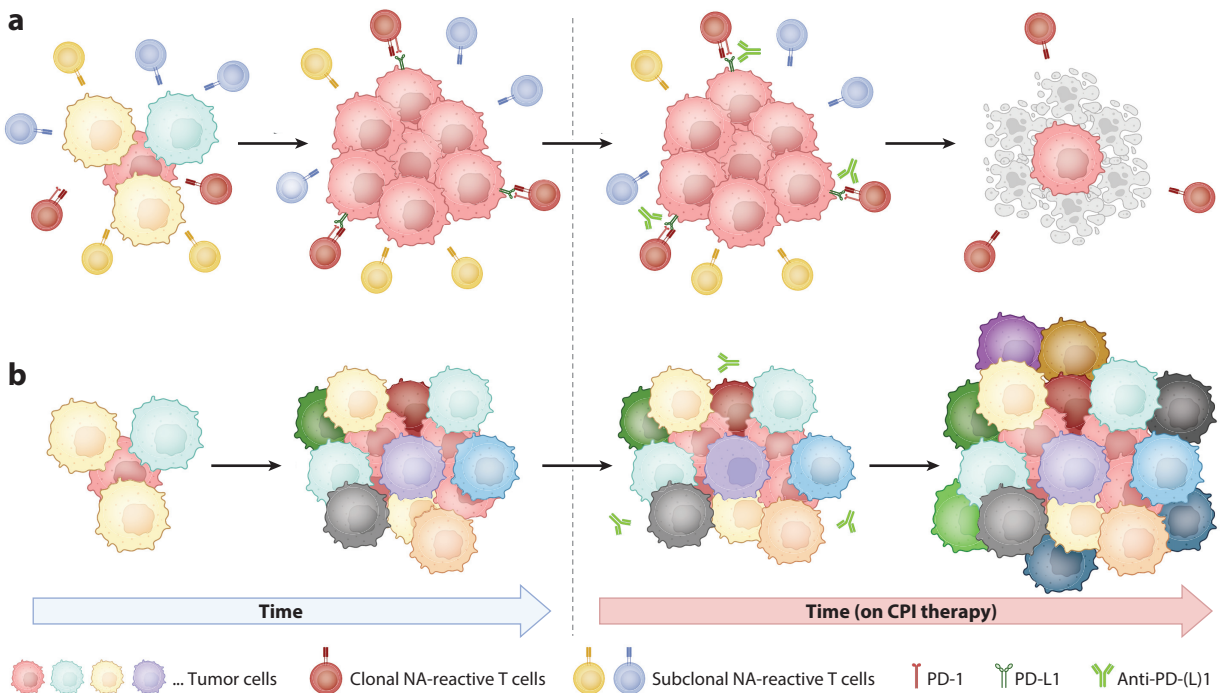 a
b
Time
Time (on CPI therapy)
... Tumor cells
Clonal NA-reactive T cells
Subclonal NA-reactive T cells
PD-1
PD-L1
Anti-PD-(L)1